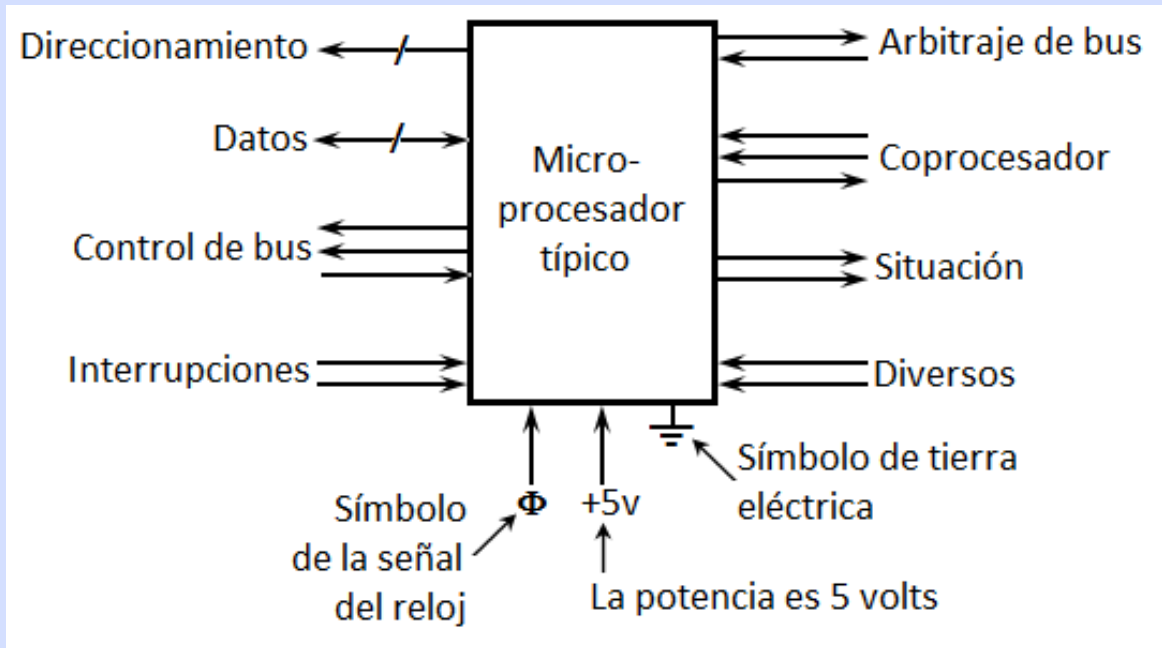 Direccionamiento
Datos
Control de bus
Interrupciones
Micro-
procesador
típico
Arbitraje de bus
Coprocesador
Situación
Diversos
Símbolo
de la señal
del reloj
Φ
+5v
La potencia es 5 volts
Símbolo de tierra
eléctrica